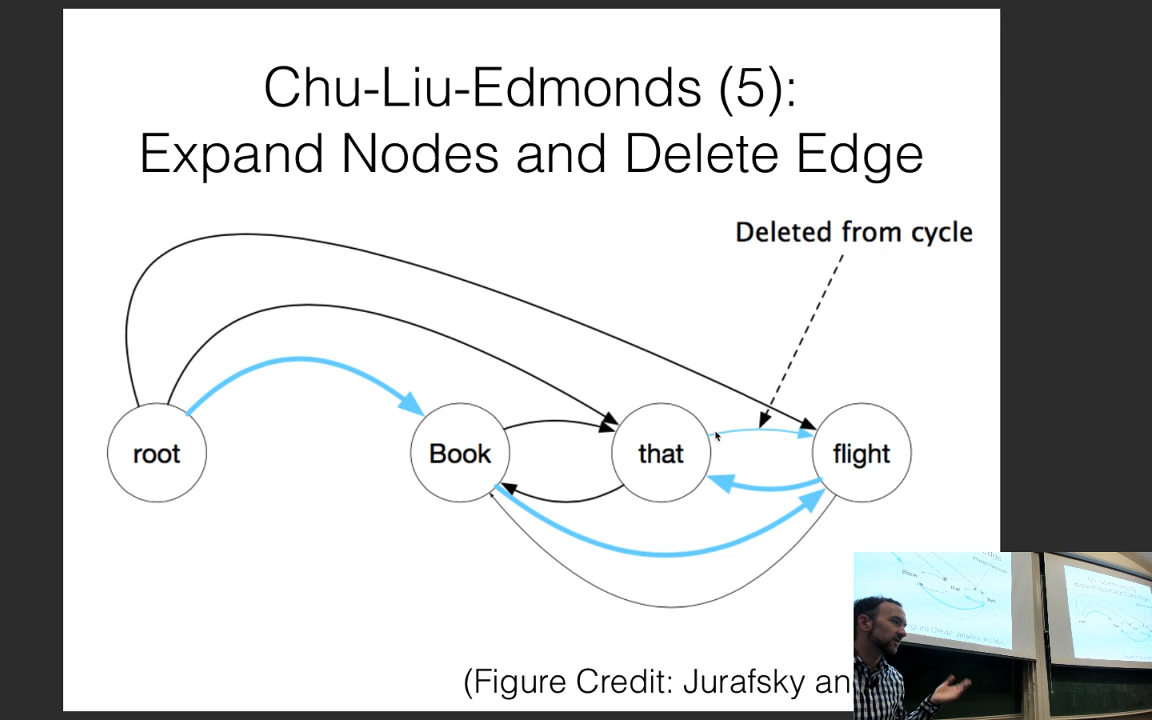 Chu-Liu-Edmonds (5):
Expand Nodes and Delete Edge
Deleted from cycle
root
Book
that
flight
(Figure Credit: Jurafsky an